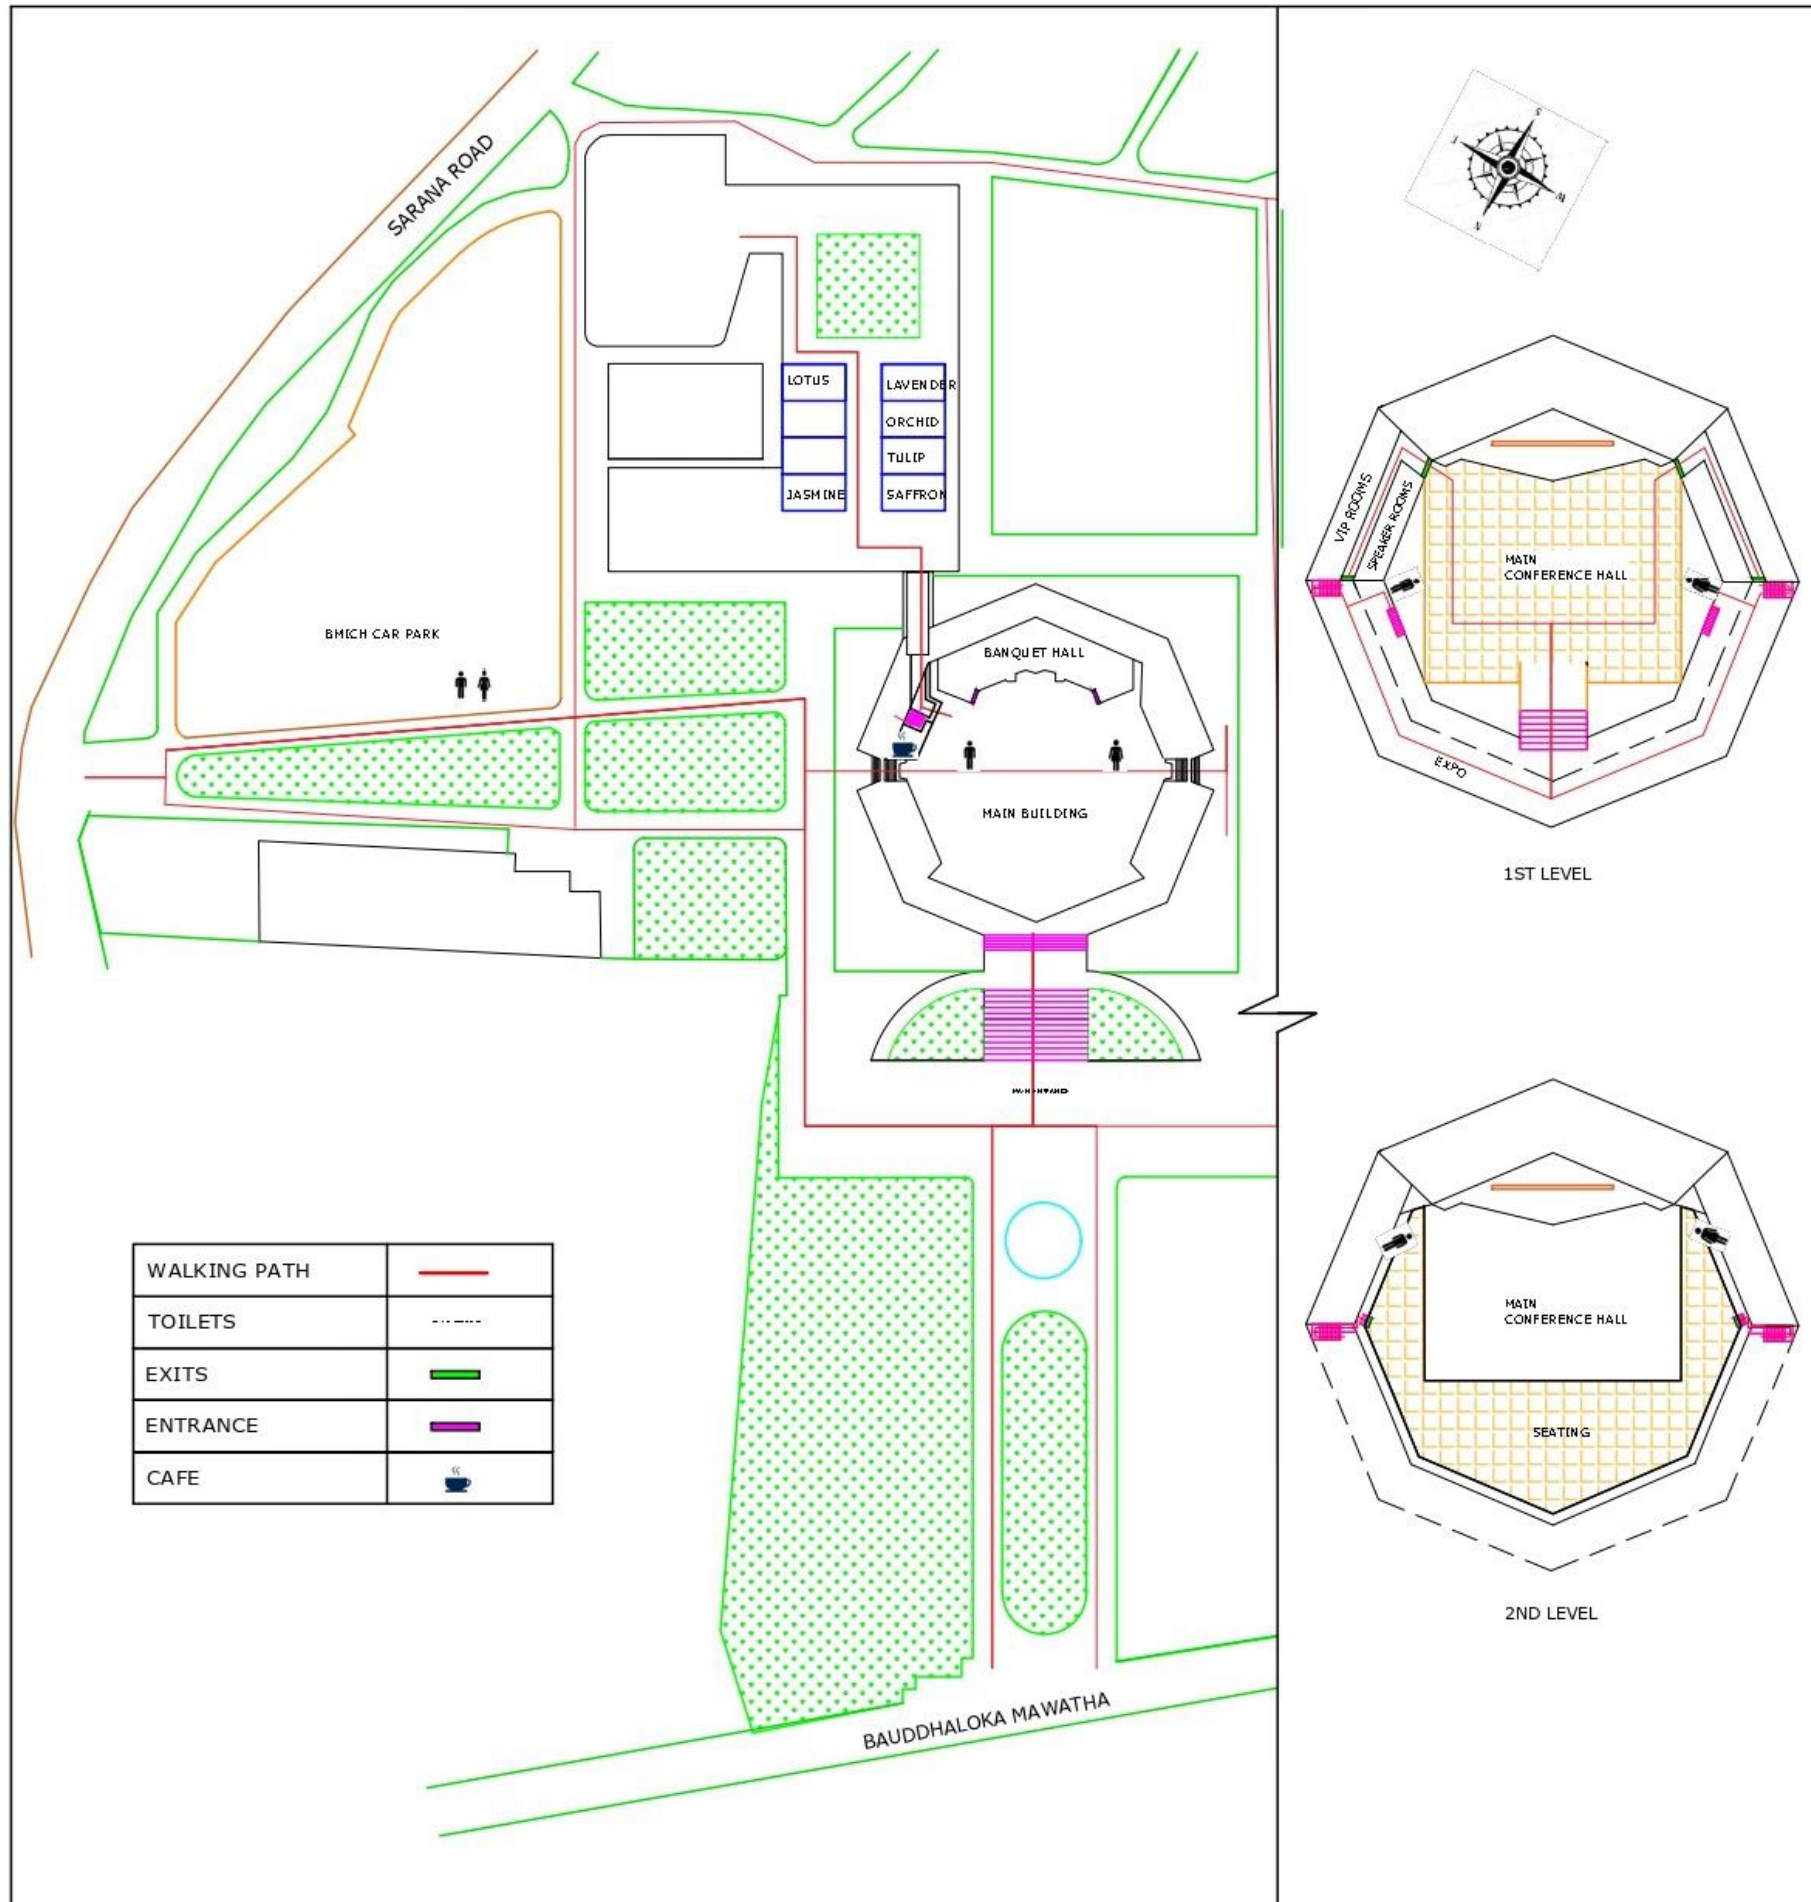 SARANA ROAD
LOTUS
LAVENDER
ORCHID
TULIP
JASMINE
SAFFRON
BMICH CAR PARK
BANQUET HALL
MAIN BUILDING
WALKING PATH
TOILETS
EXITS
ENTRANCE
CAFE
BAUDDHALOKA MAWATHA
S
W
N
VIP ROOMS
SPEAKER ROOMS
MAIN
CONFERENCE HALL
EXPO
1ST LEVEL
MAIN
CONFERENCE HALL
SEATING
2ND LEVEL